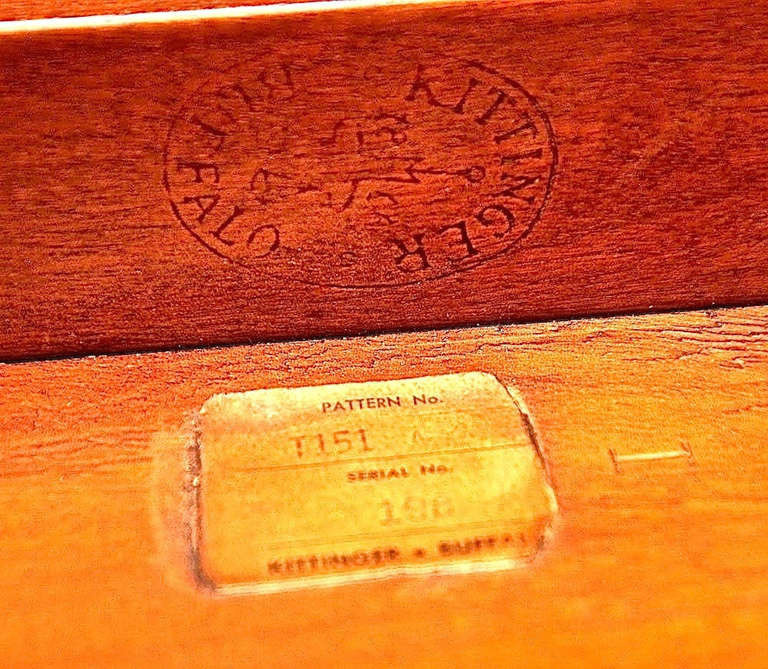 KITTINGER
BUFFALO
PATTERN No.
T151 A
SERIAL No.
KITTINGER • BUFFALO